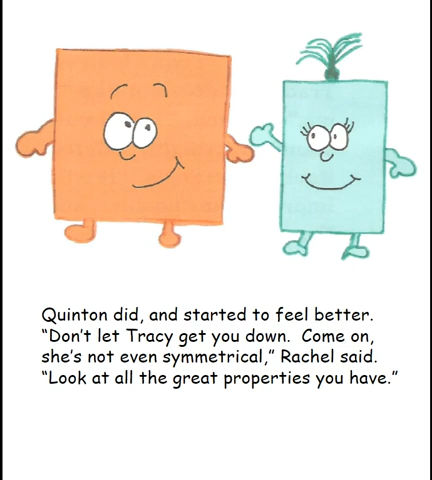 Quinton did, and started to feel better.
“Don’t let Tracy get you down.  Come on,
she’s not even symmetrical,” Rachel said.
“Look at all the great properties you have.”